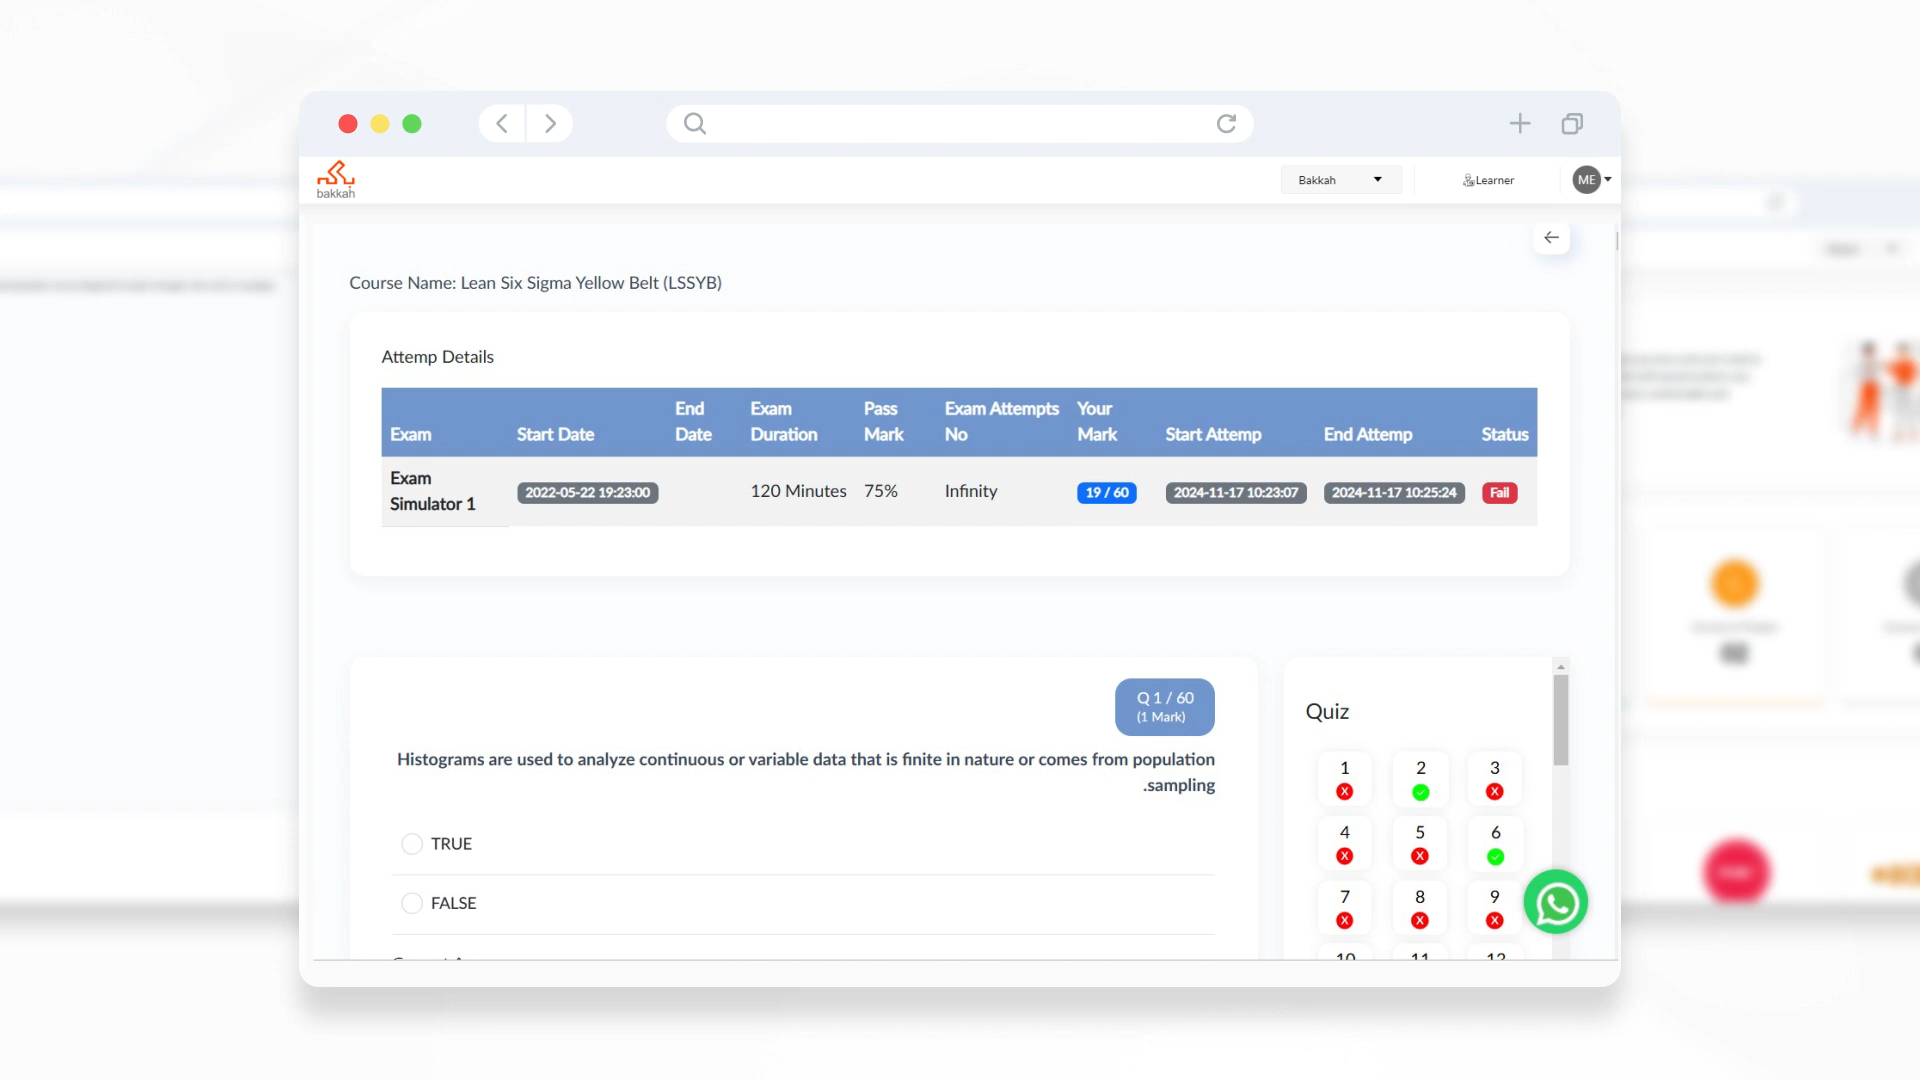 bakkah
Bakkah
Learner
ME
Course Name: Lean Six Sigma Yellow Belt (LSSYB)
Attemp Details
Exam Start Date End Date Exam Duration Pass Mark Exam Attempts No Your Mark Start Attemp End Attemp Status
Exam Simulator 1 2022-05-22 19:23:00 120 Minutes 75% Infinity 19 / 60 2024-11-17 10:23:07 2024-11-17 10:25:24 Fail
Q 1 / 60
(1 Mark)
Histograms are used to analyze continuous or variable data that is finite in nature or comes from population
.sampling
TRUE
FALSE
Quiz
1 2 3
4 5 6
7 8 9
10 11 12